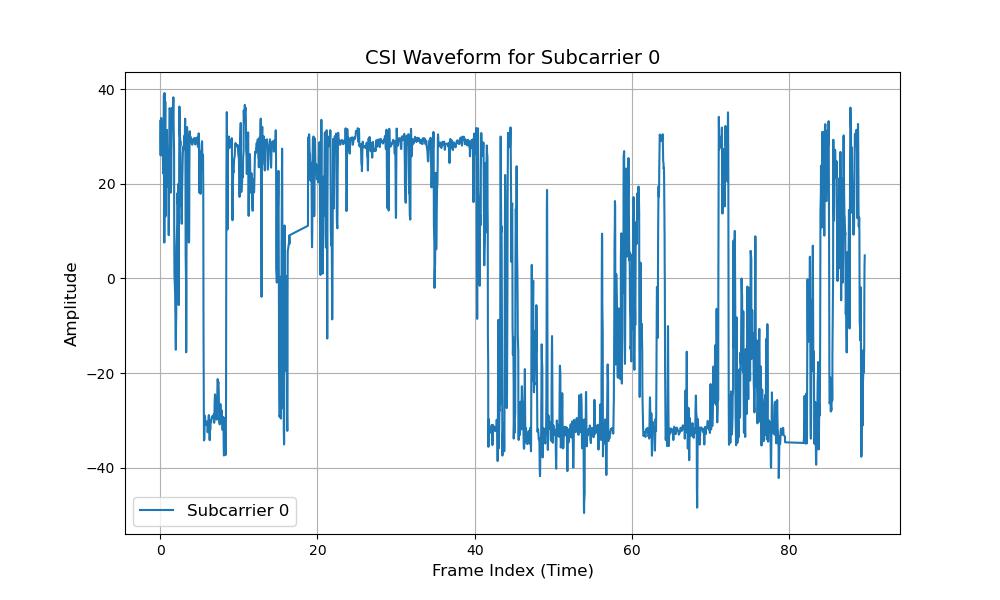 CSI Waveform for Subcarrier 0
40
20
0
−20
−40
Amplitude
Subcarrier 0
0 20 40 60 80
Frame Index (Time)